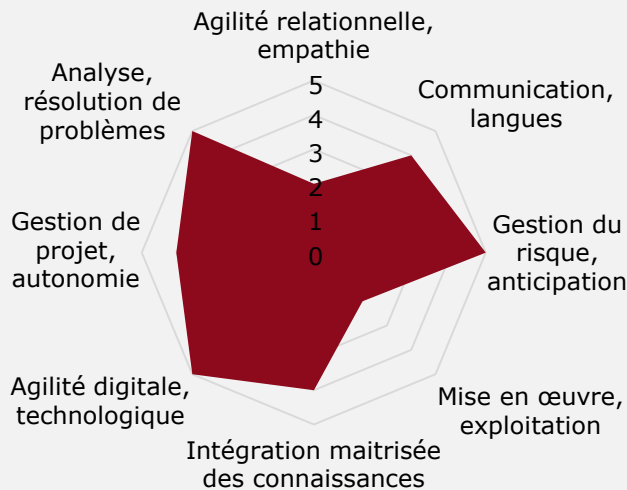 Agilité relationnelle,
empathie
Communication,
langues
Gestion du
risque,
anticipation
Mise en œuvre,
exploitation
Intégration maitrisée
des connaissances
Agilité digitale,
technologique
Gestion de
projet,
autonomie
Analyse,
résolution de
problèmes
5
4
3
2
1
0